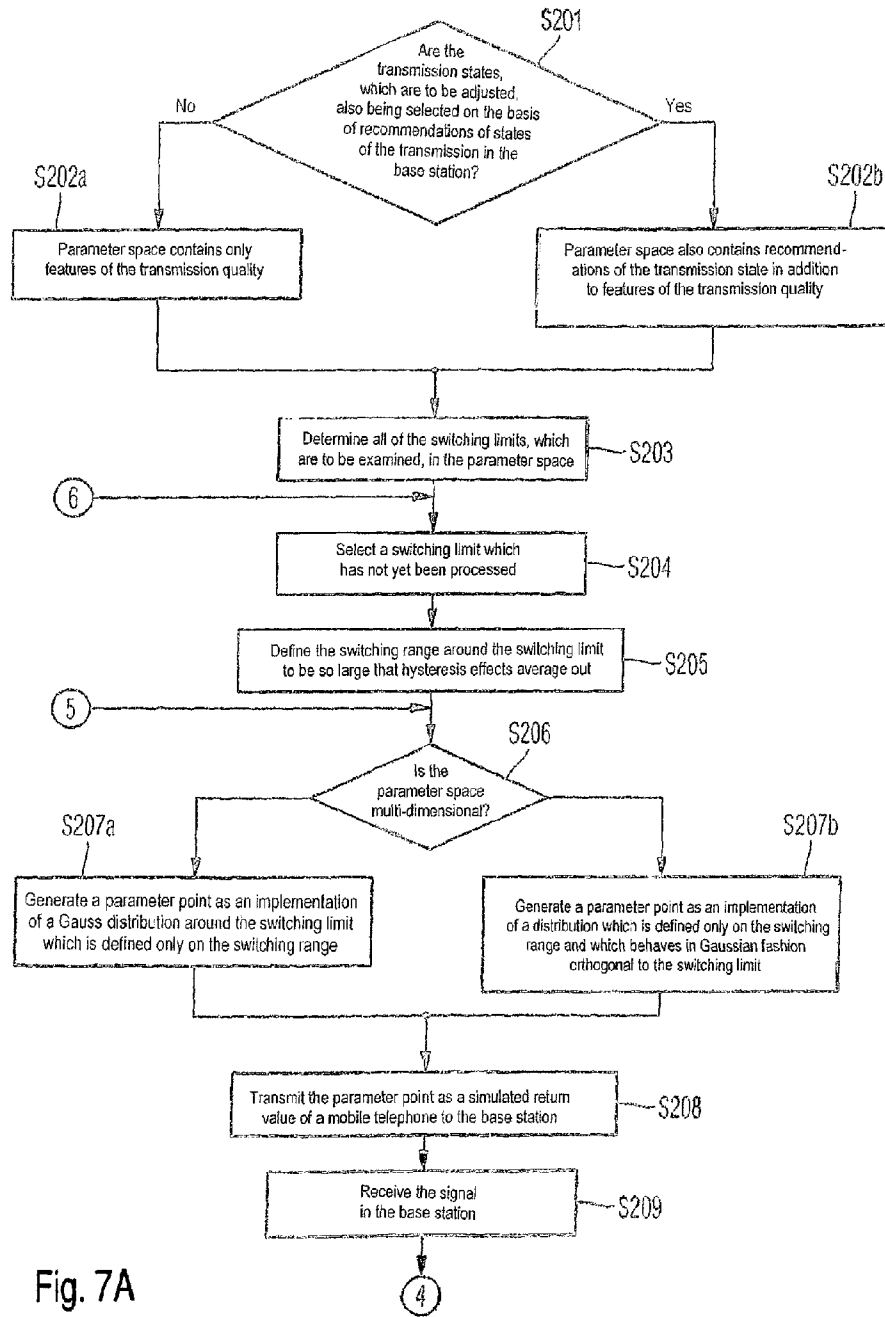 S201
Are the
transmission states,
which are to be adjusted,
also being selected on the basis
of recommendations of states
of the transmission in the
base station?
No
Yes
S202a
Parameter space contains only
features of the transmission quality
S202b
Parameter space also contains recommend-
ations of the transmission state in addition
to features of the transmission quality
Determine all of the switching limits, which
are to be examined, in the parameter space
S203
6
Select a switching limit which
has not yet been processed
S204
Define the switching range around the switching limit
to be so large that hysteresis effects average out
S205
5
S206
Is the
parameter space
multi-dimensional?
S207a
Generate a parameter point as an implementation
of a Gauss distribution around the switching limit
which is defined only on the switching range
S207b
Generate a parameter point as an implementation
of a distribution which is defined only on the switching
range and which behaves in Gaussian fashion
orthogonal to the switching limit
Transmit the parameter point as a simulated return
value of a mobile telephone to the base station
S208
Receive the signal
in the base station
S209
4
Fig. 7A